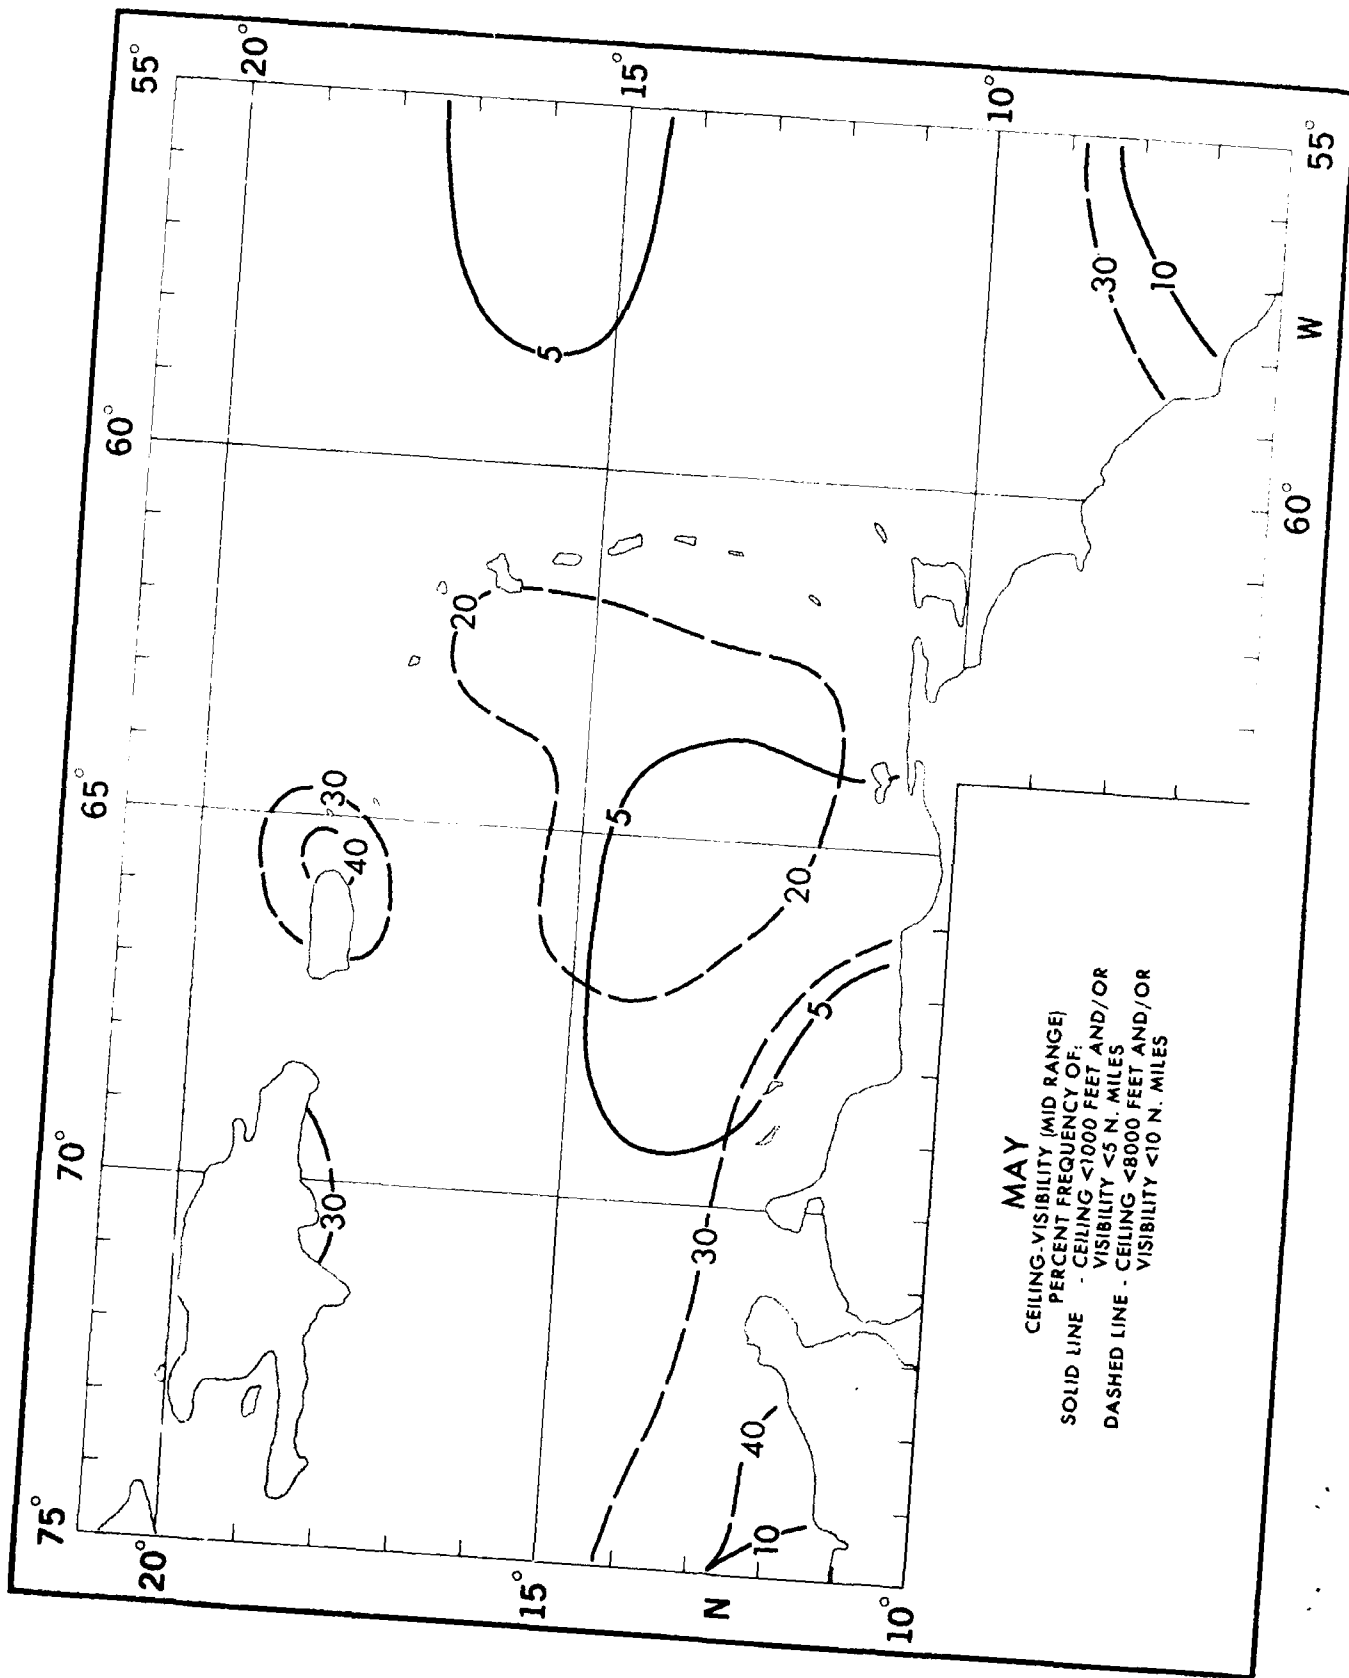 75°
70°
65°
60°
55°
20°
20°
15°
15°
N
10°
10°
60°
W
55°
30
30
40
20
5
5
20
5
30
40
10
30
10
MAY
CEILING-VISIBILITY (MID RANGE)
PERCENT FREQUENCY OF:
SOLID LINE - CEILING <1000 FEET AND/OR
VISIBILITY <5 N. MILES
DASHED LINE - CEILING <8000 FEET AND/OR
VISIBILITY <10 N. MILES